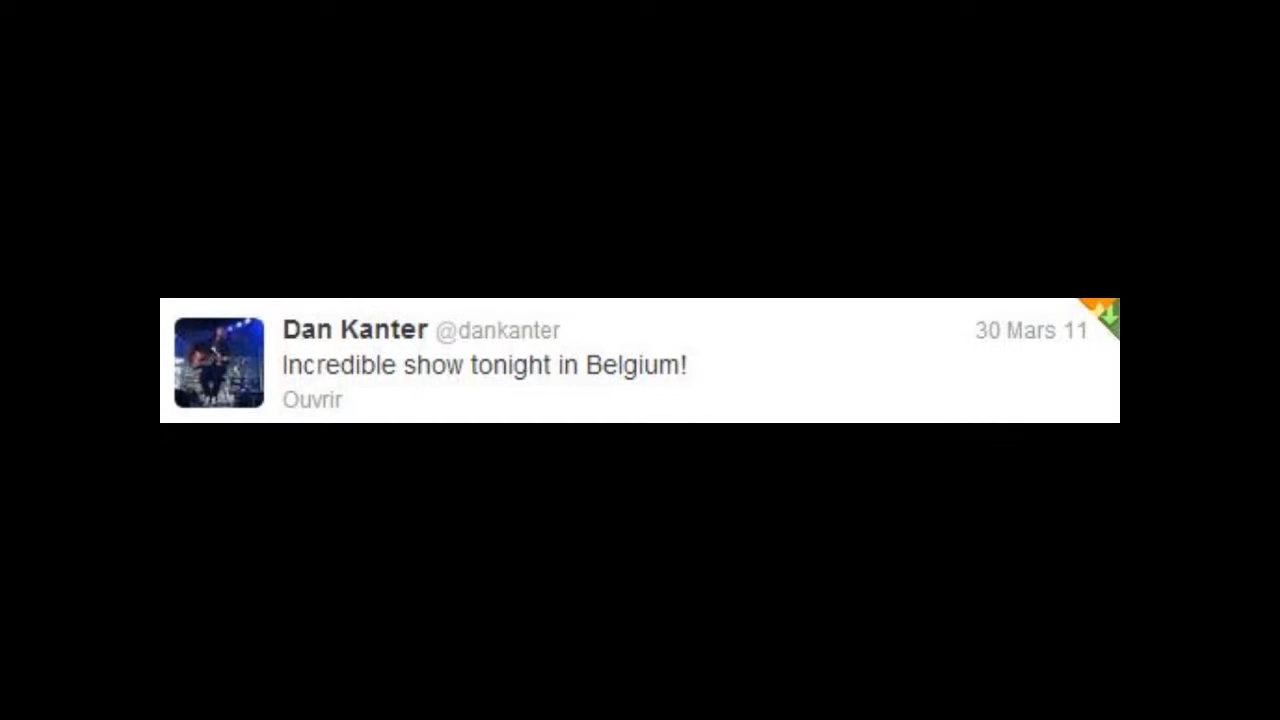 Dan Kanter @dankanter 30 Mars 11
Incredible show tonight in Belgium!
Ouvrir